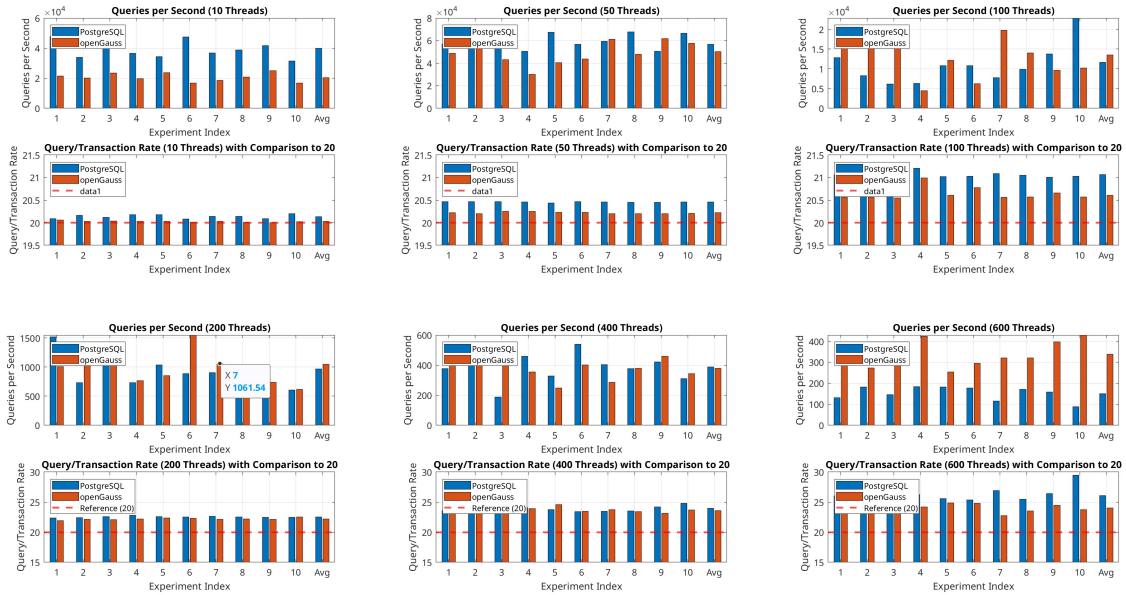 Queries per Second (10 Threads)
×10⁴
Queries per Second
6
4
2
0
PostgreSQL
openGauss
1 2 3 4 5 6 7 8 9 10 Avg
Experiment Index
Queries per Second (50 Threads)
×10⁴
Queries per Second
8
6
4
2
0
PostgreSQL
openGauss
1 2 3 4 5 6 7 8 9 10 Avg
Experiment Index
Queries per Second (100 Threads)
×10⁴
Queries per Second
2
1.5
1
0.5
0
PostgreSQL
openGauss
1 2 3 4 5 6 7 8 9 10 Avg
Experiment Index
Query/Transaction Rate (10 Threads) with Comparison to 20
Query/Transaction Rate
21.5
21
20.5
20
19.5
PostgreSQL
openGauss
data1
1 2 3 4 5 6 7 8 9 10 Avg
Experiment Index
Query/Transaction Rate (50 Threads) with Comparison to 20
Query/Transaction Rate
21.5
21
20.5
20
19.5
PostgreSQL
openGauss
data1
1 2 3 4 5 6 7 8 9 10 Avg
Experiment Index
Query/Transaction Rate (100 Threads) with Comparison to 20
Query/Transaction Rate
21.5
21
20.5
20
19.5
PostgreSQL
openGauss
data1
1 2 3 4 5 6 7 8 9 10 Avg
Experiment Index
Queries per Second (200 Threads)
Queries per Second
1500
1000
500
0
PostgreSQL
openGauss
X 7
Y 1061.54
1 2 3 4 5 6 7 8 9 10 Avg
Experiment Index
Queries per Second (400 Threads)
Queries per Second
600
400
200
0
PostgreSQL
openGauss
1 2 3 4 5 6 7 8 9 10 Avg
Experiment Index
Queries per Second (600 Threads)
Queries per Second
400
300
200
100
0
PostgreSQL
openGauss
1 2 3 4 5 6 7 8 9 10 Avg
Experiment Index
Query/Transaction Rate (200 Threads) with Comparison to 20
Query/Transaction Rate
30
25
20
15
PostgreSQL
openGauss
Reference (20)
1 2 3 4 5 6 7 8 9 10 Avg
Experiment Index
Query/Transaction Rate (400 Threads) with Comparison to 20
Query/Transaction Rate
30
25
20
15
PostgreSQL
openGauss
Reference (20)
1 2 3 4 5 6 7 8 9 10 Avg
Experiment Index
Query/Transaction Rate (600 Threads) with Comparison to 20
Query/Transaction Rate
30
25
20
15
PostgreSQL
openGauss
Reference (20)
1 2 3 4 5 6 7 8 9 10 Avg
Experiment Index